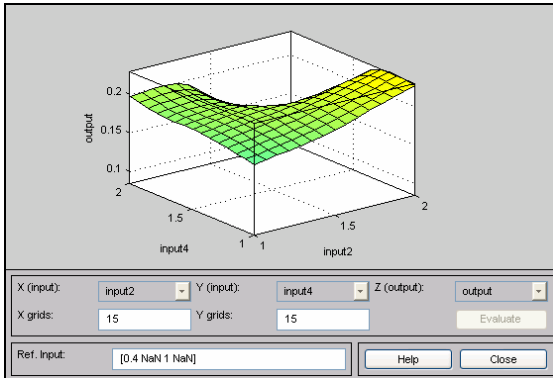 0.2
0.15
0.1
output
2
1.5
1
input4
1
1.5
2
input2
X (input): input2 Y (input): input4 Z (output): output
X grids: 15 Y grids: 15 Evaluate
Ref. Input: [0.4 NaN 1 NaN] Help Close